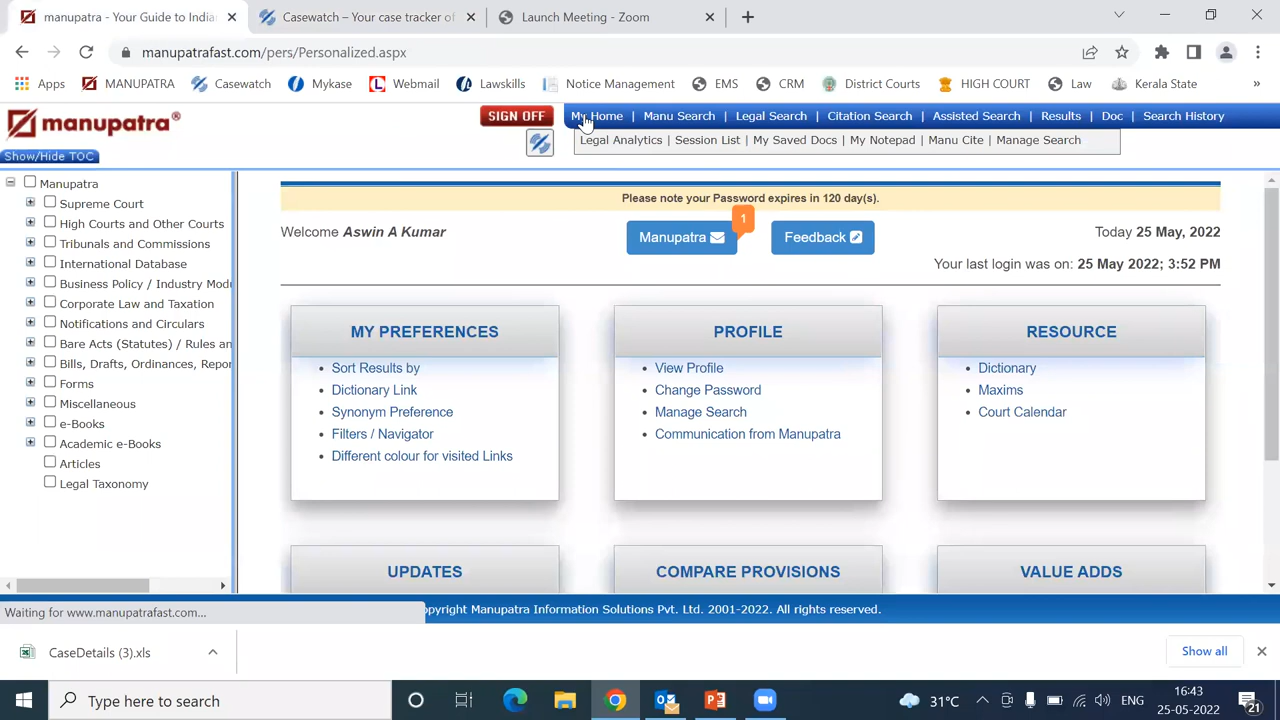 manupatra - Your Guide to India
Casewatch – Your case tracker of
Launch Meeting - Zoom
manupatrafast.com/pers/Personalized.aspx
Apps
MANUPATRA
Casewatch
Mykase
Webmail
Lawskills
Notice Management
EMS
CRM
District Courts
HIGH COURT
Law
Kerala State
»
manupatra®
SIGN OFF
My Home | Manu Search | Legal Search | Citation Search | Assisted Search | Results | Doc | Search History
Legal Analytics | Session List | My Saved Docs | My Notepad | Manu Cite | Manage Search
Show/Hide TOC
Manupatra
Supreme Court
High Courts and Other Courts
Tribunals and Commissions
International Database
Business Policy / Industry Modu
Corporate Law and Taxation
Notifications and Circulars
Bare Acts (Statutes) / Rules an
Bills, Drafts, Ordinances, Repor
Forms
Miscellaneous
e-Books
Academic e-Books
Articles
Legal Taxonomy
Please note your Password expires in 120 day(s).
Welcome Aswin A Kumar
Manupatra
1
Feedback
Today 25 May, 2022
Your last login was on: 25 May 2022; 3:52 PM
MY PREFERENCES
Sort Results by
Dictionary Link
Synonym Preference
Filters / Navigator
Different colour for visited Links
PROFILE
View Profile
Change Password
Manage Search
Communication from Manupatra
RESOURCE
Dictionary
Maxims
Court Calendar
UPDATES
COMPARE PROVISIONS
VALUE ADDS
Waiting for www.manupatrafast.com...
opyright Manupatra Information Solutions Pvt. Ltd. 2001-2022. All rights reserved.
CaseDetails (3).xls
Show all
Type here to search
31°C
ENG
16:43
25-05-2022
21